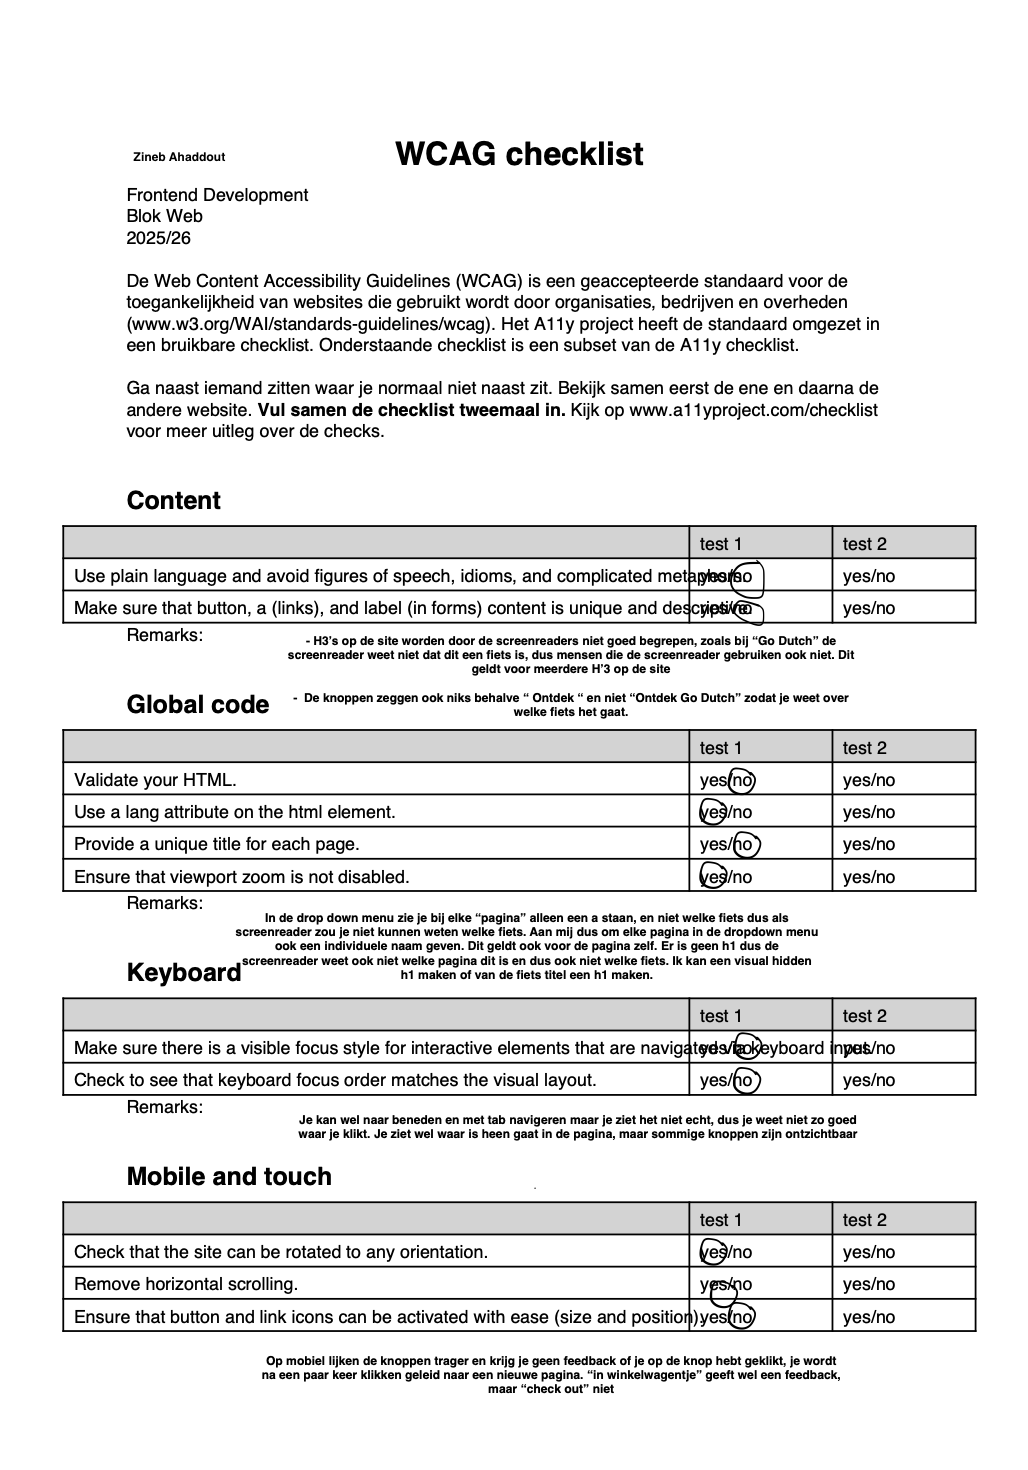 Zineb Ahaddout
WCAG checklist
Frontend Development
Blok Web
2025/26
De Web Content Accessibility Guidelines (WCAG) is een geaccepteerde standaard voor de
toegankelijkheid van websites die gebruikt wordt door organisaties, bedrijven en overheden
(www.w3.org/WAI/standards-guidelines/wcag). Het A11y project heeft de standaard omgezet in
een bruikbare checklist. Onderstaande checklist is een subset van de A11y checklist.
Ga naast iemand zitten waar je normaal niet naast zit. Bekijk samen eerst de ene en daarna de
andere website. Vul samen de checklist tweemaal in. Kijk op www.a11yproject.com/checklist
voor meer uitleg over de checks.
Content
test 1 test 2
Use plain language and avoid figures of speech, idioms, and complicated metaphors. yes/no yes/no
Make sure that button, a (links), and label (in forms) content is unique and descriptive. yes/no yes/no
Remarks:
- H3's op de site worden door de screenreaders niet goed begrepen, zoals bij “Go Dutch” de
screenreader weet niet dat dit een fiets is, dus mensen die de screenreader gebruiken ook niet. Dit
geldt voor meerdere H'3 op de site
- De knoppen zeggen ook niks behalve “ Ontdek “ en niet “Ontdek Go Dutch” zodat je weet over
welke fiets het gaat.
Global code
test 1 test 2
Validate your HTML. yes/no yes/no
Use a lang attribute on the html element. yes/no yes/no
Provide a unique title for each page. yes/no yes/no
Ensure that viewport zoom is not disabled. yes/no yes/no
Remarks:
In de drop down menu zie je bij elke “pagina” alleen een a staan, en niet welke fiets dus als
screenreader zou je niet kunnen weten welke fiets. Aan mij dus om elke pagina in de dropdown menu
ook een individuele naam geven. Dit geldt ook voor de pagina zelf. Er is geen h1 dus de
screenreader weet ook niet welke pagina dit is en dus ook niet welke fiets. Ik kan een visual hidden
h1 maken of van de fiets titel een h1 maken.
Keyboard
test 1 test 2
Make sure there is a visible focus style for interactive elements that are navigated via keyboard input. yes/no yes/no
Check to see that keyboard focus order matches the visual layout. yes/no yes/no
Remarks:
Je kan wel naar beneden en met tab navigeren maar je ziet het niet echt, dus je weet niet zo goed
waar je klikt. Je ziet wel waar is heen gaat in de pagina, maar sommige knoppen zijn ontzichtbaar
Mobile and touch
test 1 test 2
Check that the site can be rotated to any orientation. yes/no yes/no
Remove horizontal scrolling. yes/no yes/no
Ensure that button and link icons can be activated with ease (size and position). yes/no yes/no
Op mobiel lijken de knoppen trager en krijg je geen feedback of je op de knop hebt geklikt, je wordt
na een paar keer klikken geleid naar een nieuwe pagina. “in winkelwagentje” geeft wel een feedback,
maar “check out” niet